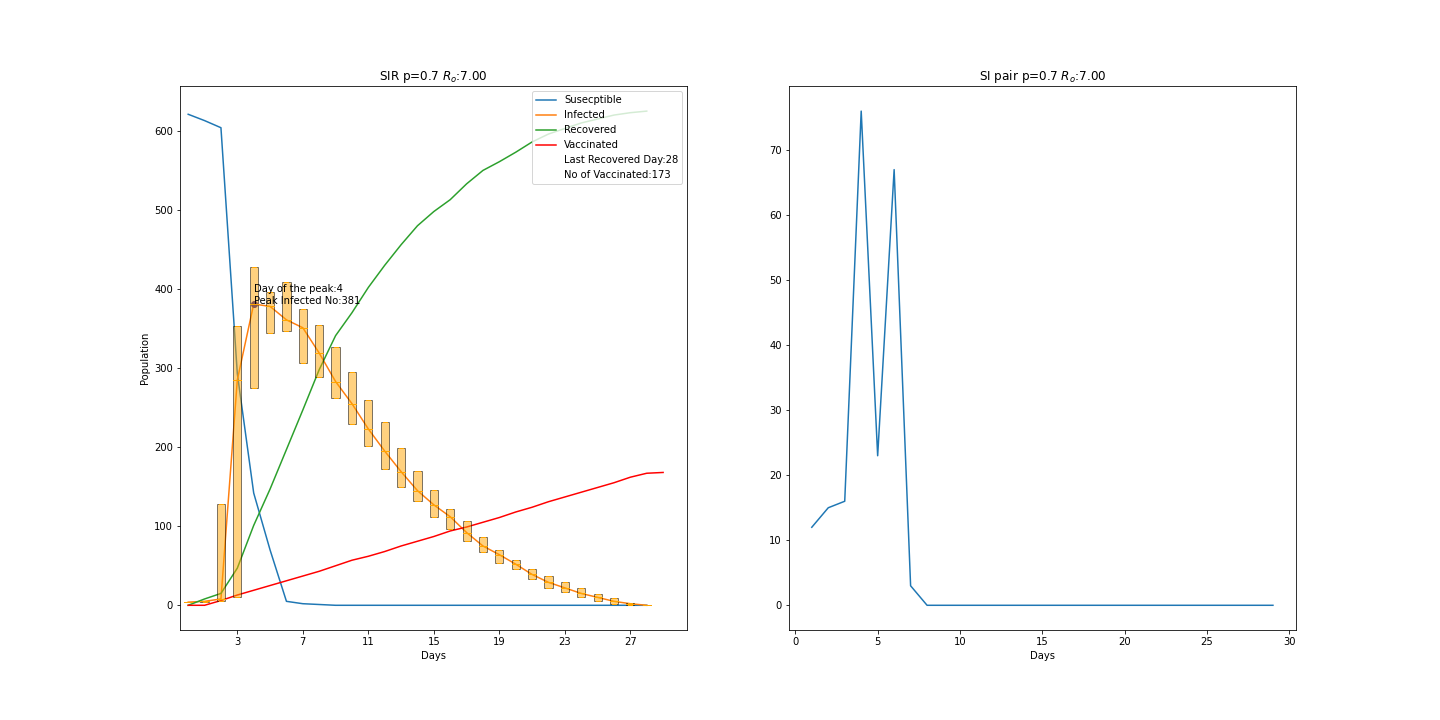 SIR p=0.7 Rₒ:7.00
Susecptible
Infected
Recovered
Vaccinated
Last Recovered Day:28
No of Vaccinated:173
Day of the peak:4
Peak Infected No:381
Population
600
500
400
300
200
100
0
3 7 11 15 19 23 27
Days
SI pair p=0.7 Rₒ:7.00
70
60
50
40
30
20
10
0
0 5 10 15 20 25 30
Days